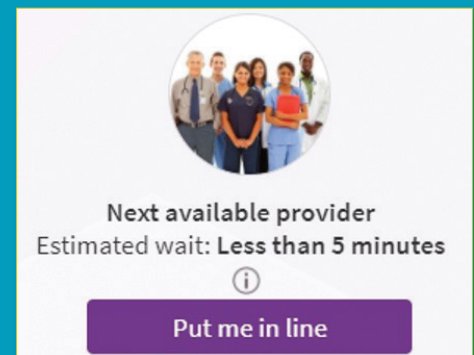 Next available provider
Estimated wait: Less than 5 minutes
Put me in line